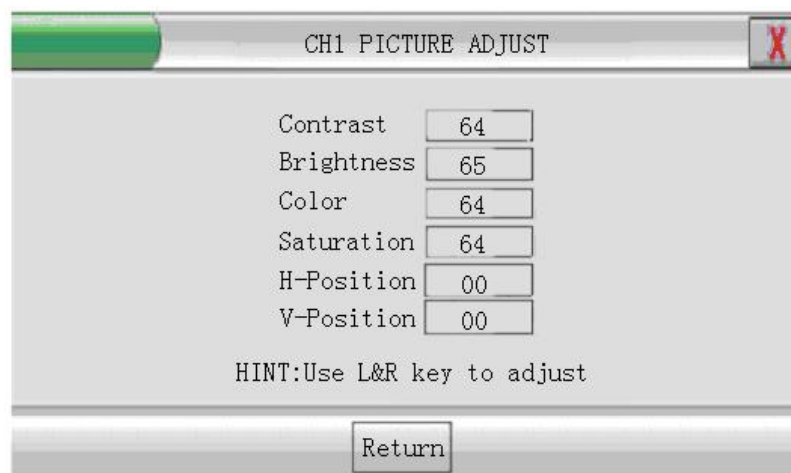 CH1 PICTURE ADJUST
X
Contrast 64
Brightness 65
Color 64
Saturation 64
H-Position 00
V-Position 00
HINT:Use L&R key to adjust
Return